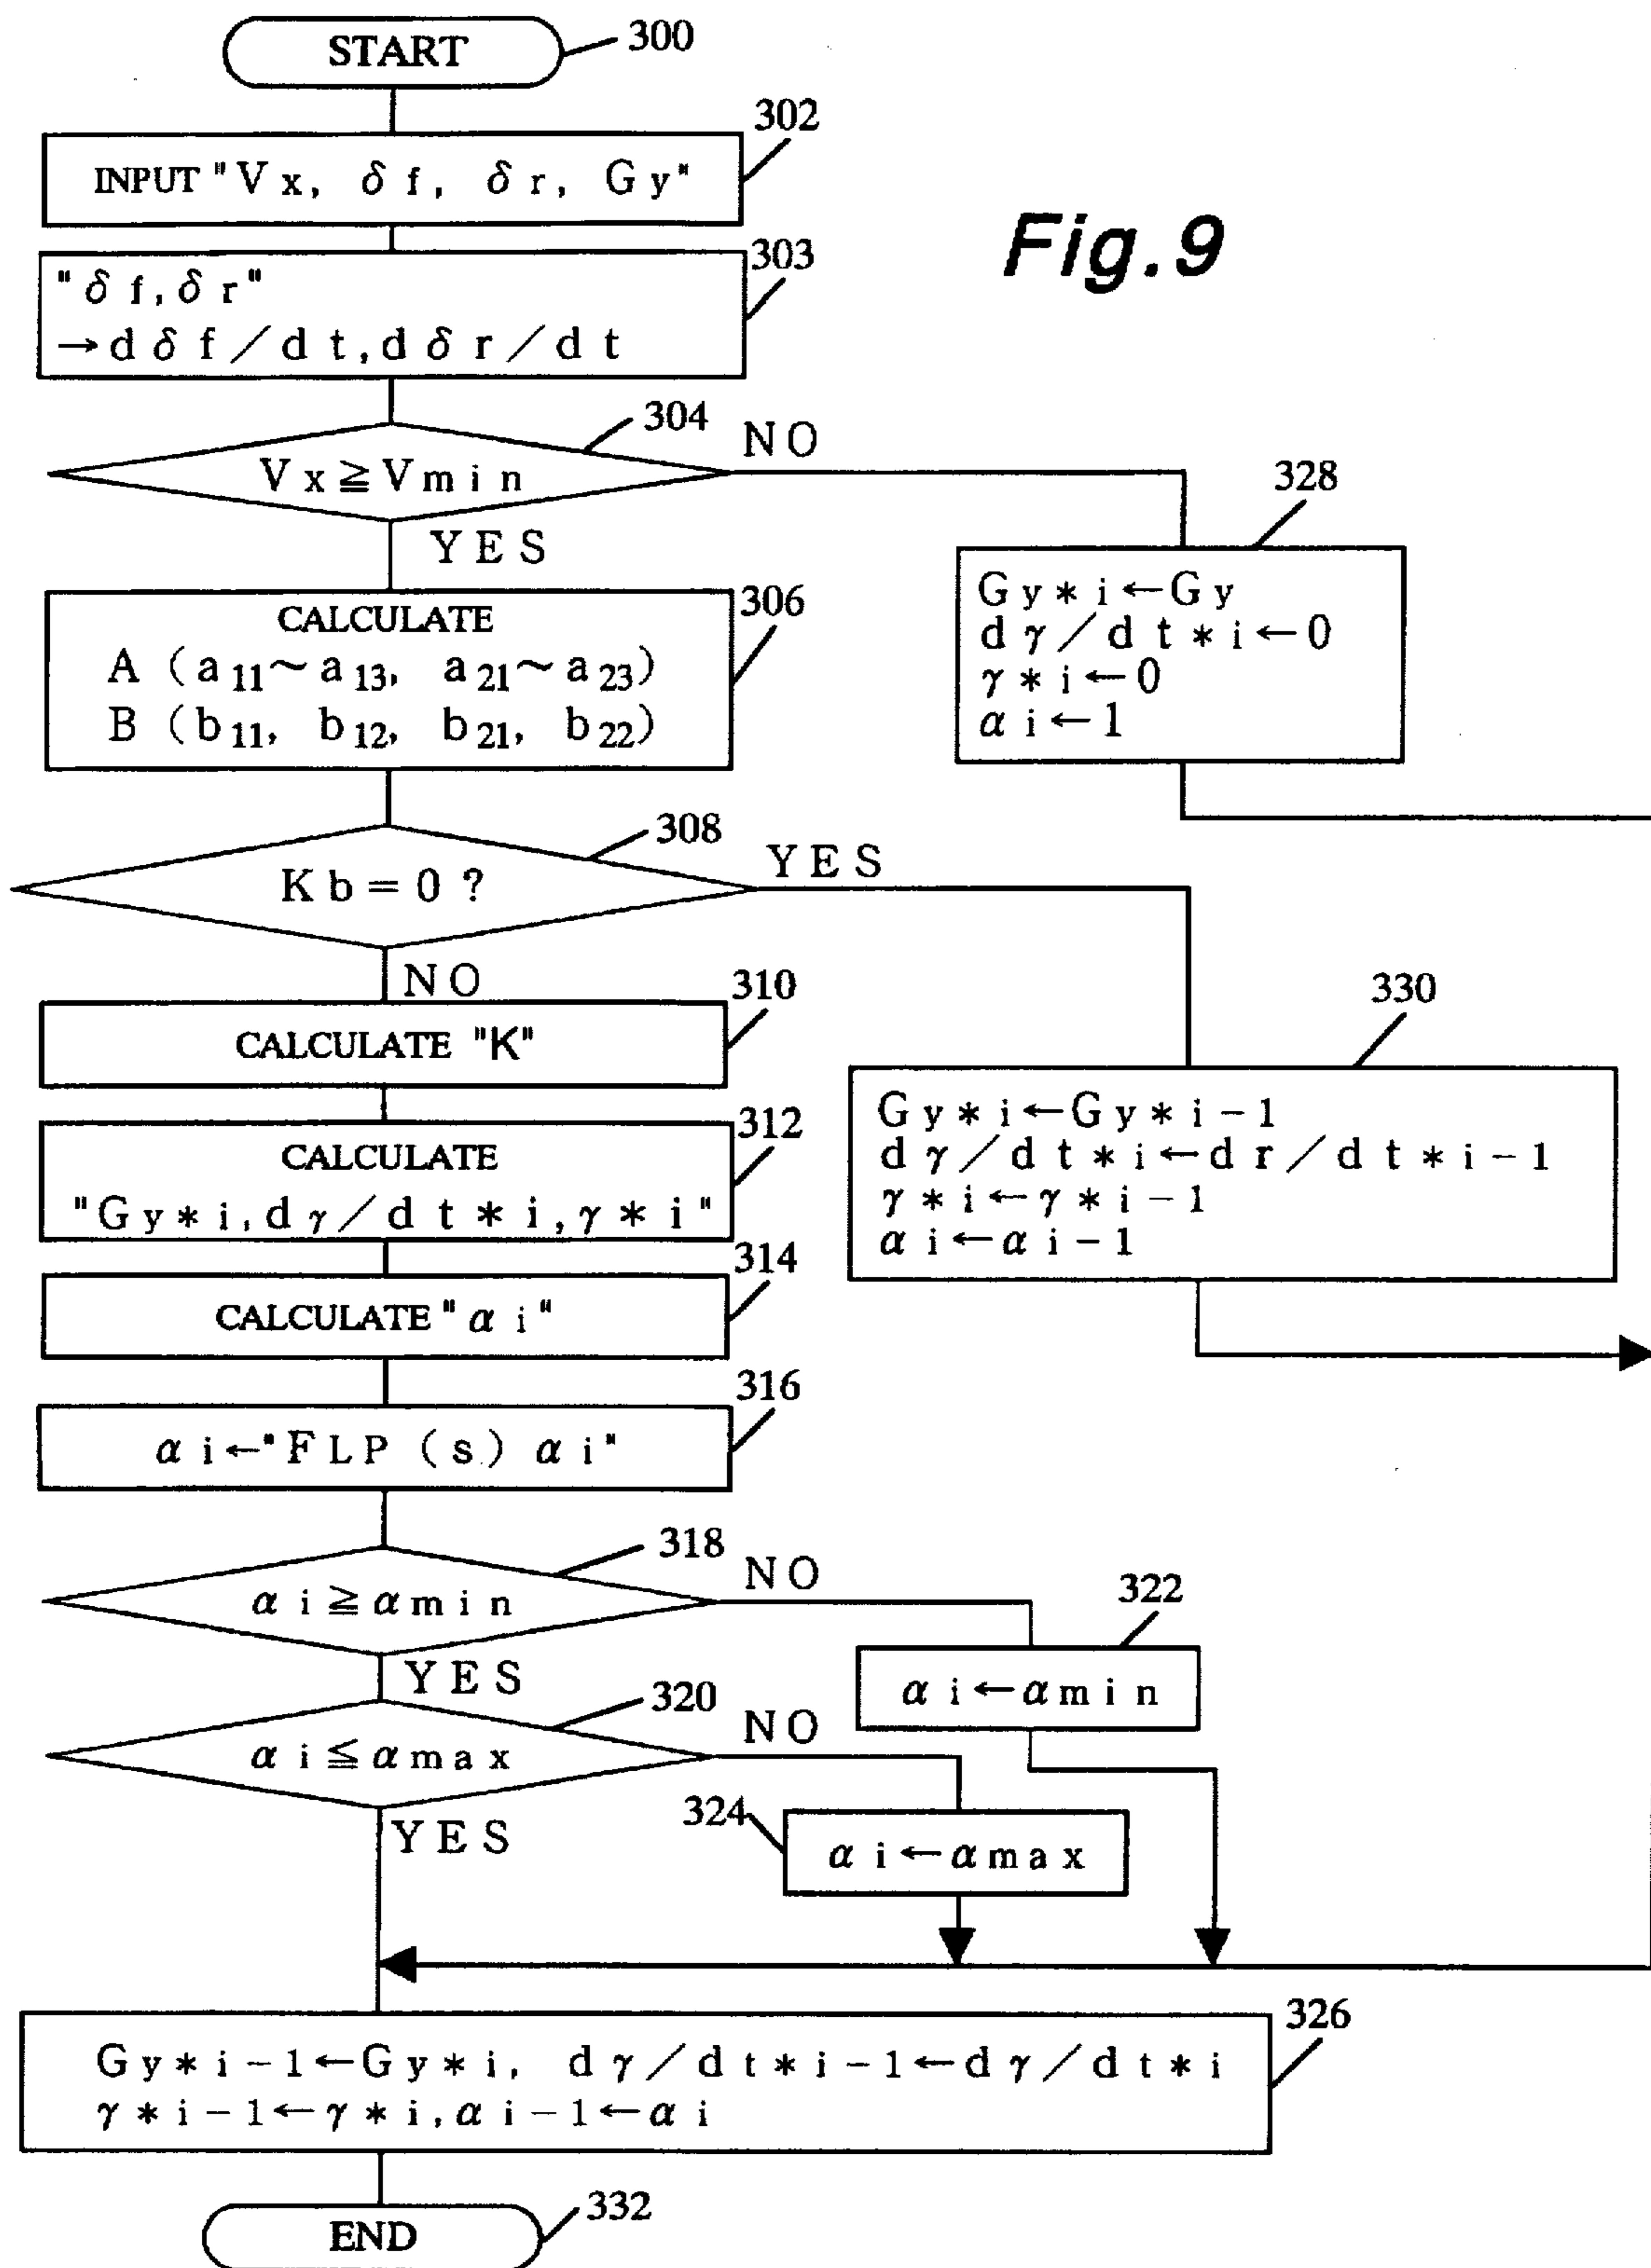 START
300
302
INPUT "Vx, δf, δr, Gy"
Fig.9
303
"δf, δr"
→dδf/dt, dδr/dt
304
NO
Vx≧Vmin
YES
328
Gy*i←Gy
dγ/dt*i←0
γ*i←0
αi←1
306
CALCULATE
A (a11~a13, a21~a23)
B (b11, b12, b21, b22)
308
YES
Kb=0?
NO
310
CALCULATE "K"
330
Gy*i←Gy*i-1
dγ/dt*i←dr/dt*i-1
γ*i←γ*i-1
αi←αi-1
312
CALCULATE
"Gy*i, dγ/dt*i, γ*i"
314
CALCULATE "αi"
316
αi←"FLP(s)αi"
318
NO
αi≧αmin
YES
322
αi←αmin
320
NO
αi≦αmax
YES
324
αi←αmax
326
Gy*i-1←Gy*i, dγ/dt*i-1←dγ/dt*i
γ*i-1←γ*i, αi-1←αi
332
END